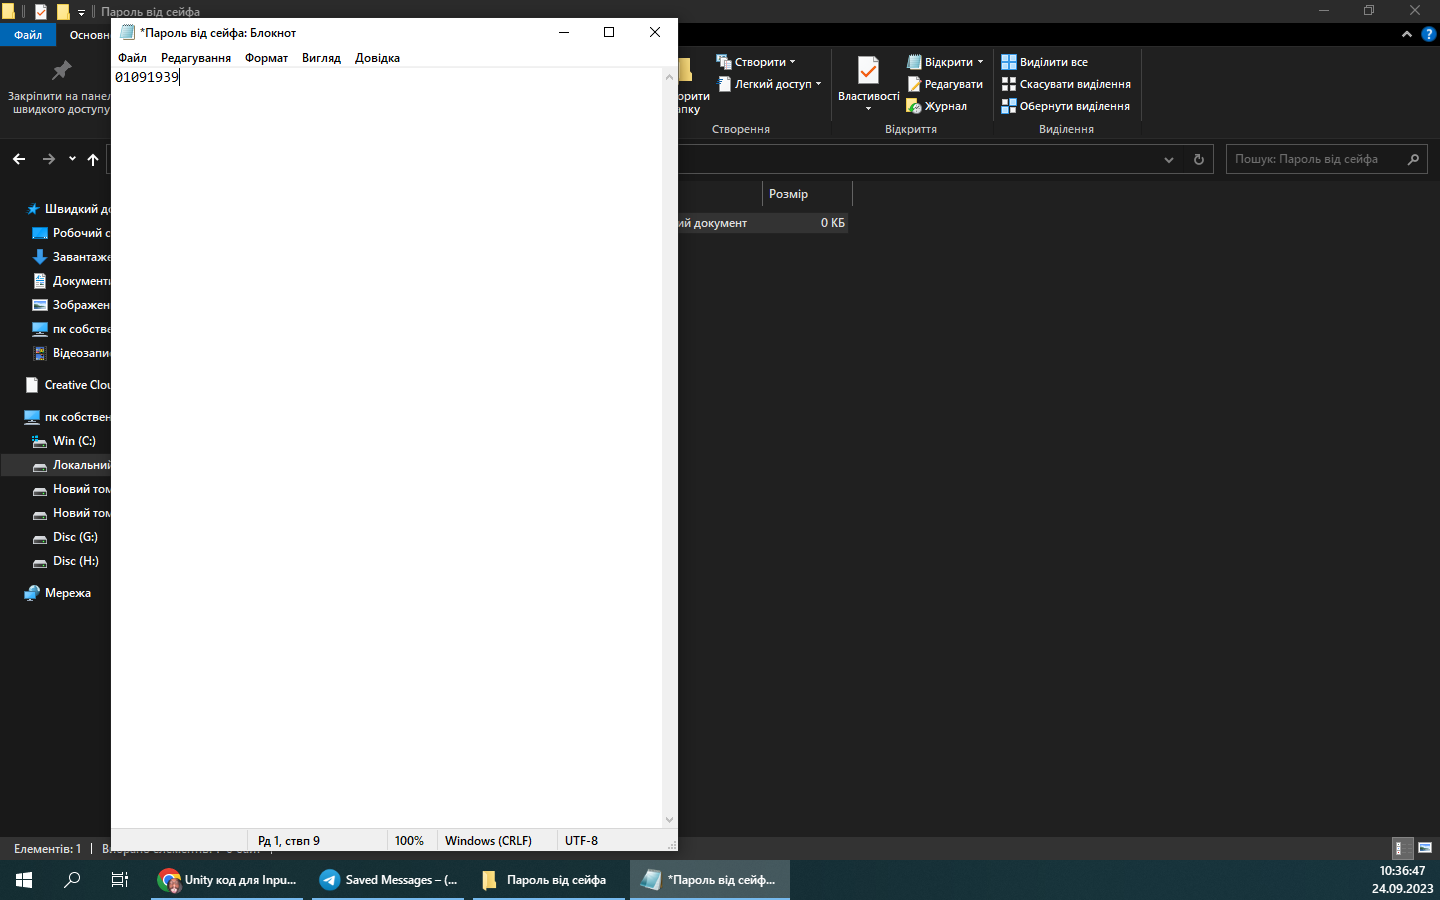 Пароль від сейфа
Файл
Основн
*Пароль від сейфа: Блокнот
Файл Редагування Формат Вигляд Довідка
01091939
Закріпити на панел
швидкого доступу
орити
пку
Створити
Легкий доступ
Створення
Властивості
Відкрити
Редагувати
Журнал
Відкриття
Виділити все
Скасувати виділення
Обернути виділення
Виділення
Пошук: Пароль від сейфа
Розмір
ий документ 0 КБ
Швидкий до
Робочий с
Завантаже
Документи
Зображен
пк собстве
Відеозапис
Creative Clou
пк собствен
Win (C:)
Локальний
Новий том
Новий том
Disc (G:)
Disc (H:)
Мережа
Рд 1, ствп 9 100% Windows (CRLF) UTF-8
Елементів: 1
Unity код для Inpu...
Saved Messages – (...
Пароль від сейфа
*Пароль від сейф...
10:36:47
24.09.2023